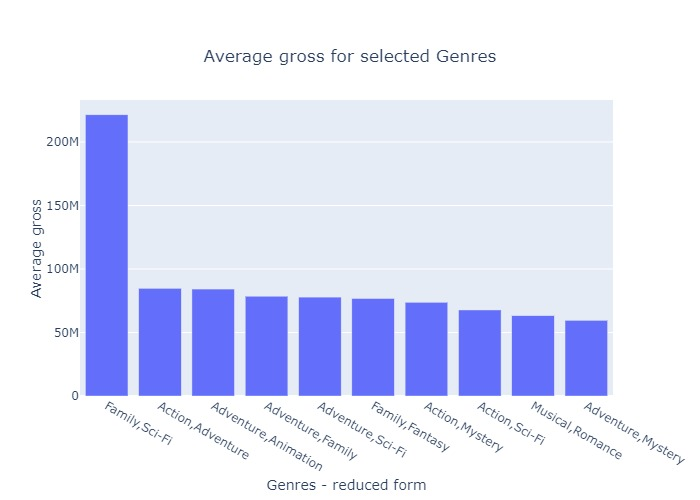 Average gross for selected Genres
Average gross
200M
150M
100M
50M
0
Family,Sci-Fi
Action,Adventure
Adventure,Animation
Adventure,Family
Adventure,Sci-Fi
Family,Fantasy
Action,Mystery
Action,Sci-Fi
Musical,Romance
Adventure,Mystery
Genres - reduced form